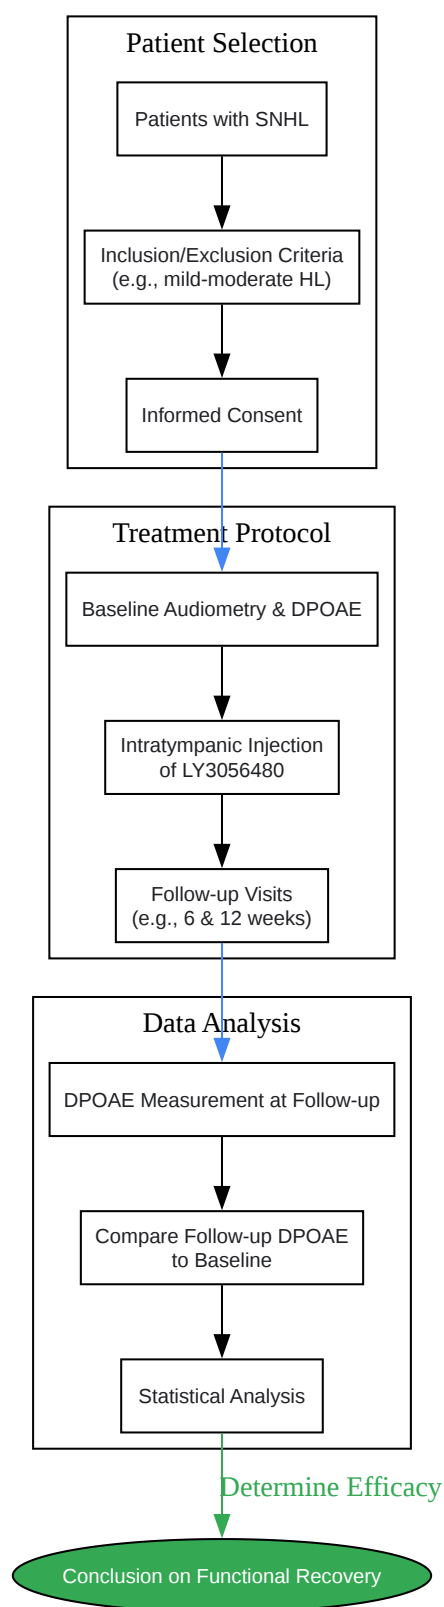 Patient Selection
Patients with SNHL
Inclusion/Exclusion Criteria
(e.g., mild-moderate HL)
Informed Consent
Treatment Protocol
Baseline Audiometry & DPOAE
Intratympanic Injection
of LY3056480
Follow-up Visits
(e.g., 6 & 12 weeks)
Data Analysis
DPOAE Measurement at Follow-up
Compare Follow-up DPOAE
to Baseline
Statistical Analysis
Determine Efficacy
Conclusion on Functional Recovery